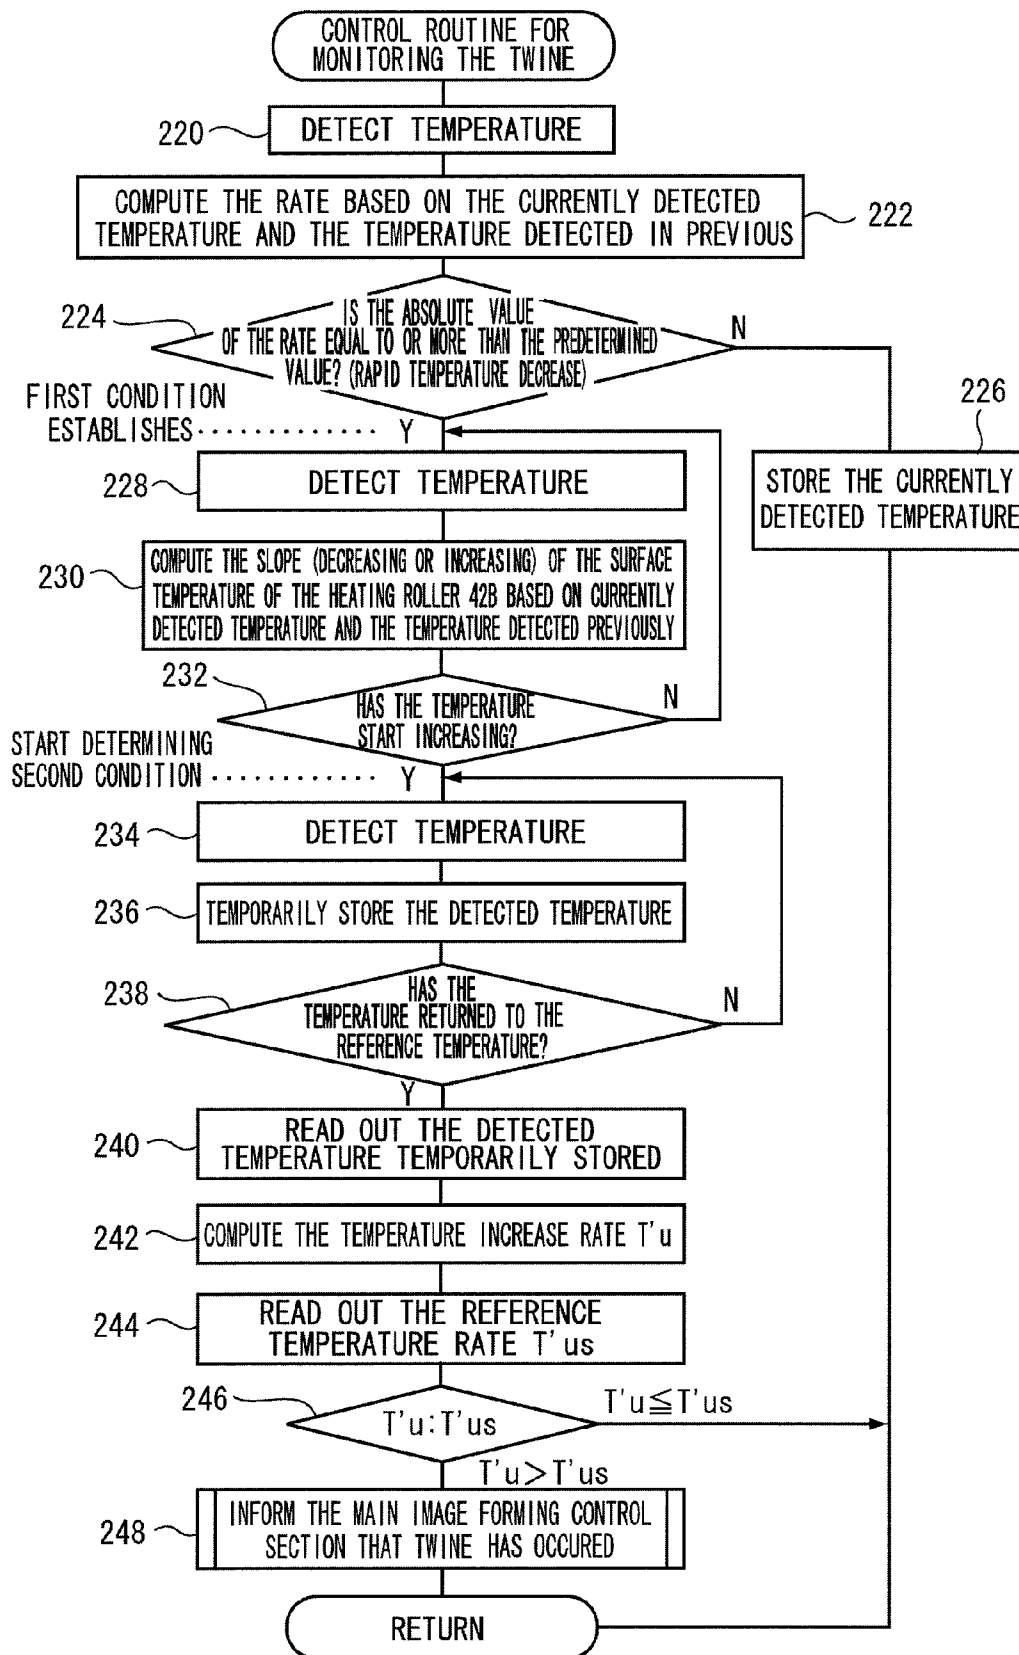 CONTROL ROUTINE FOR
MONITORING THE TWINE
220
DETECT TEMPERATURE
COMPUTE THE RATE BASED ON THE CURRENTLY DETECTED
TEMPERATURE AND THE TEMPERATURE DETECTED IN PREVIOUS
222
224
IS THE ABSOLUTE VALUE
OF THE RATE EQUAL TO OR MORE THAN THE PREDETERMINED
VALUE? (RAPID TEMPERATURE DECREASE)
N
FIRST CONDITION
ESTABLISHES
Y
226
STORE THE CURRENTLY
DETECTED TEMPERATURE
228
DETECT TEMPERATURE
230
COMPUTE THE SLOPE (DECREASING OR INCREASING) OF THE SURFACE
TEMPERATURE OF THE HEATING ROLLER 42B BASED ON CURRENTLY
DETECTED TEMPERATURE AND THE TEMPERATURE DETECTED PREVIOUSLY
232
HAS THE TEMPERATURE
START INCREASING?
N
START DETERMINING
SECOND CONDITION
Y
234
DETECT TEMPERATURE
236
TEMPORARILY STORE THE DETECTED TEMPERATURE
238
HAS THE
TEMPERATURE RETURNED TO THE
REFERENCE TEMPERATURE?
N
Y
240
READ OUT THE DETECTED
TEMPERATURE TEMPORARILY STORED
242
COMPUTE THE TEMPERATURE INCREASE RATE T'u
244
READ OUT THE REFERENCE
TEMPERATURE RATE T'us
246
T'u:T'us
T'u≦T'us
T'u>T'us
248
INFORM THE MAIN IMAGE FORMING CONTROL
SECTION THAT TWINE HAS OCCURED
RETURN